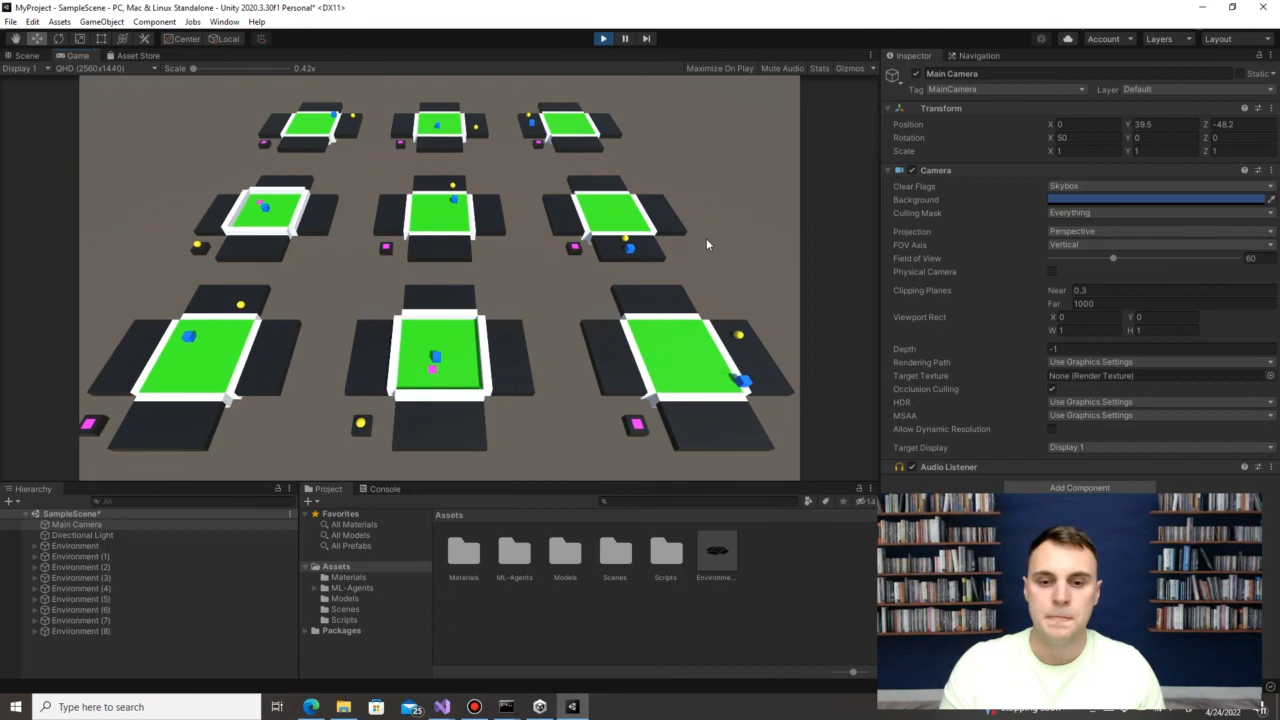 MyProject - SampleScene - PC, Mac & Linux Standalone - Unity 2020.3.30f1 Personal* <DX11>
File Edit Assets GameObject Component Jobs Window Help
Center Local
Account Layers Layout
Scene Game Asset Store
Display 1 QHD (2560x1440) Scale 0.42x Maximize On Play Mute Audio Stats Gizmos
Inspector Navigation
Main Camera Static
Tag MainCamera Layer Default
Transform
Position X 0 Y 39.5 Z -48.2
Rotation X 50 Y 0 Z 0
Scale X 1 Y 1 Z 1
Camera
Clear Flags Skybox
Background
Culling Mask Everything
Projection Perspective
FOV Axis Vertical
Field of View 60
Physical Camera
Clipping Planes Near 0.3
Far 1000
Viewport Rect X 0 Y 0
W 1 H 1
Depth -1
Rendering Path Use Graphics Settings
Target Texture None (Render Texture)
Occlusion Culling
HDR Use Graphics Settings
MSAA Use Graphics Settings
Allow Dynamic Resolution
Target Display Display 1
Audio Listener
Add Component
Hierarchy
All
SampleScene*
Main Camera
Directional Light
Environment
Environment (1)
Environment (2)
Environment (3)
Environment (4)
Environment (5)
Environment (6)
Environment (7)
Environment (8)
Project Console
14
Favorites
All Materials
All Models
All Prefabs
Assets
Materials
ML-Agents
Models
Scenes
Scripts
Packages
Assets
Materials ML-Agents Models Scenes Scripts Environme...
Type here to search
25
4/24/2022